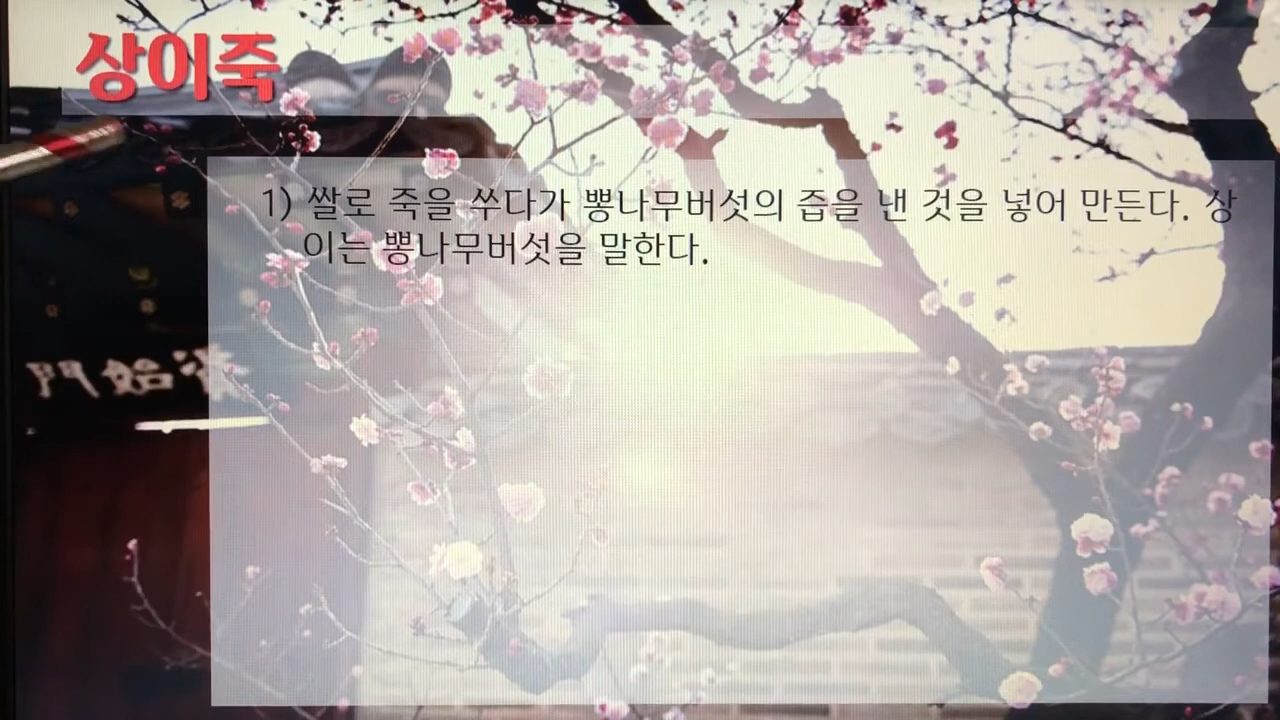 상이죽
1) 쌀로 죽을 쑤다가 뽕나무버섯의 즙을 낸 것을 넣어 만든다. 상
이는 뽕나무버섯을 말한다.
門始